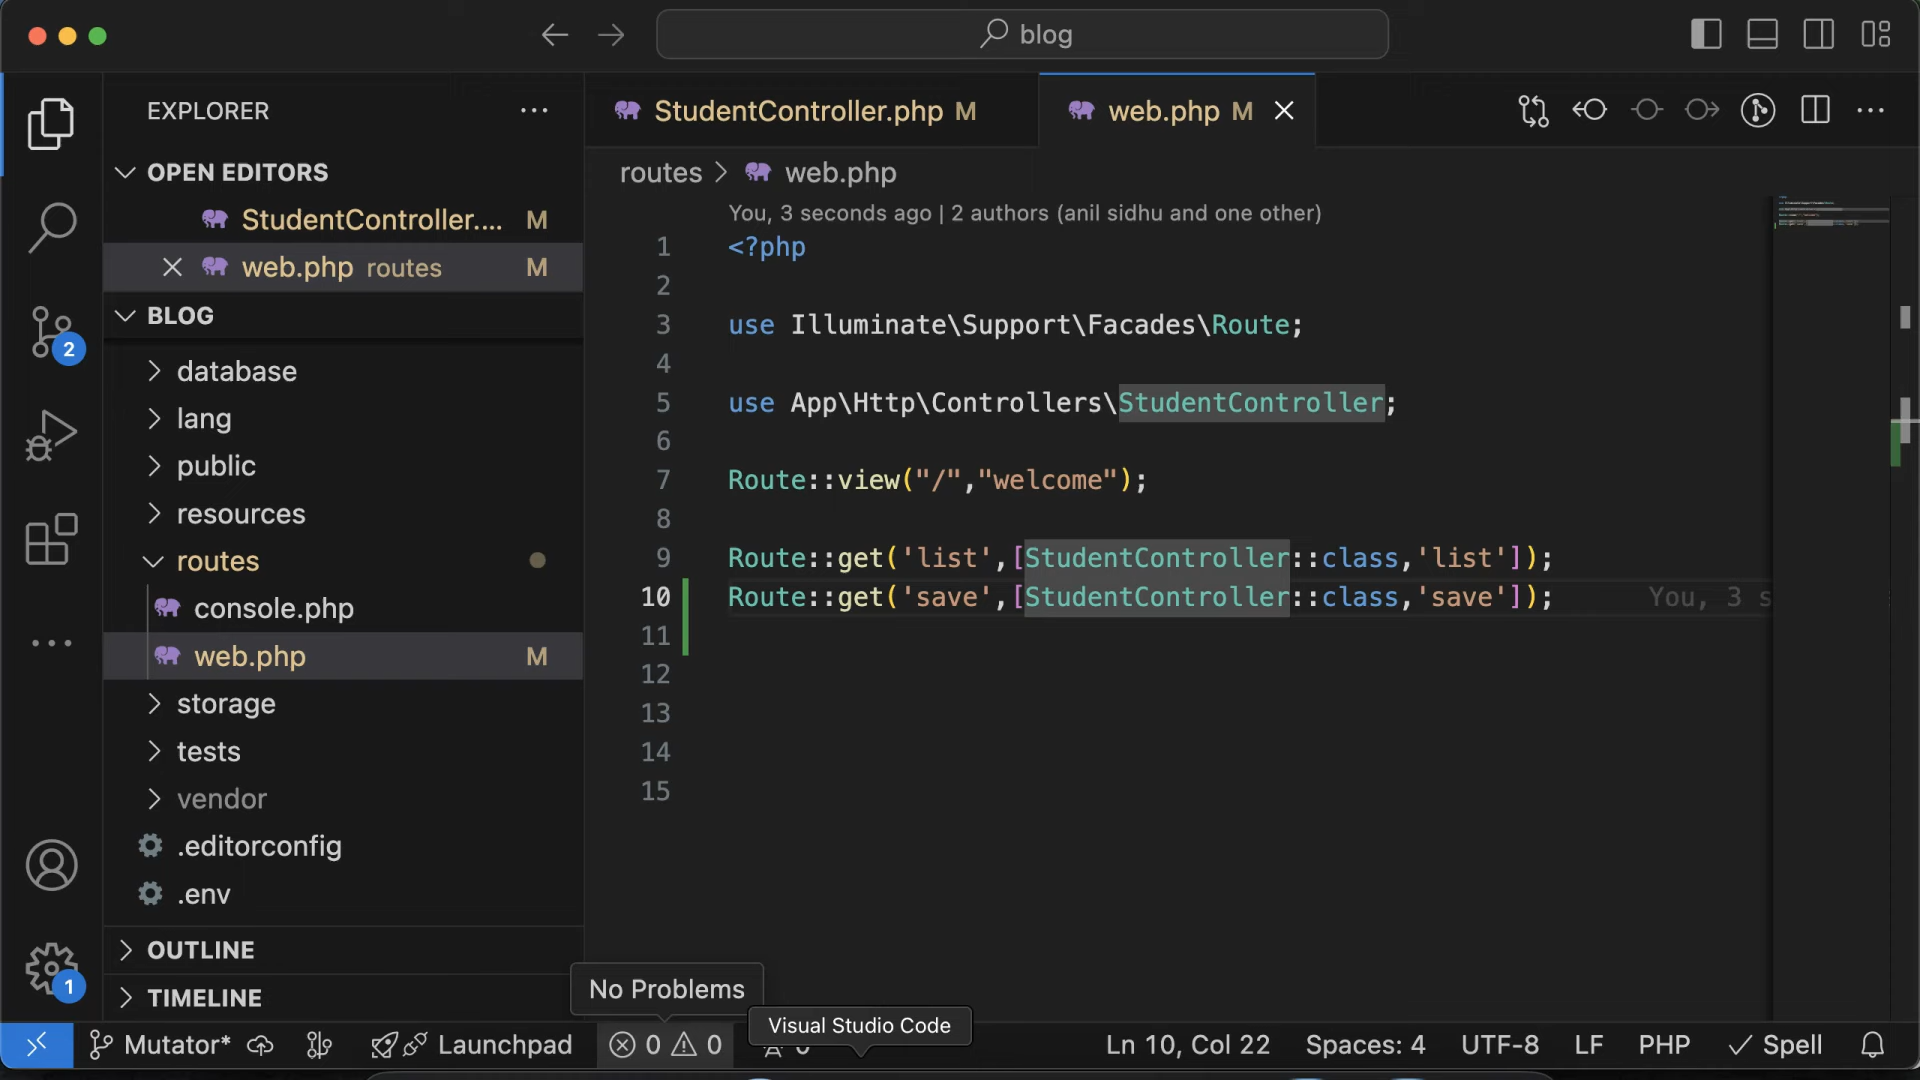 blog
EXPLORER
OPEN EDITORS
StudentController.... M
web.php routes M
BLOG
database
lang
public
resources
routes
console.php
web.php M
storage
tests
vendor
.editorconfig
.env
OUTLINE
TIMELINE
2
1
StudentController.php M
web.php M
routes > web.php
You, 3 seconds ago | 2 authors (anil sidhu and one other)
1 <?php
2
3 use Illuminate\Support\Facades\Route;
4
5 use App\Http\Controllers\StudentController;
6
7 Route::view("/","welcome");
8
9 Route::get('list',[StudentController::class,'list']);
10 Route::get('save',[StudentController::class,'save']); You, 3 s
11
12
13
14
15
No Problems
Visual Studio Code
Mutator* Launchpad 0 0 Ln 10, Col 22 Spaces: 4 UTF-8 LF PHP Spell